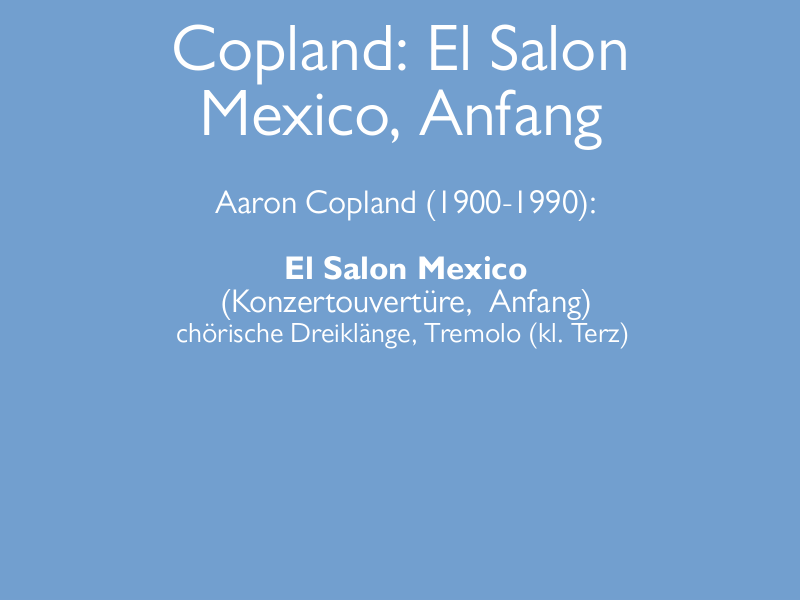 Copland: El Salon
Mexico, Anfang
Aaron Copland (1900-1990):
El Salon Mexico
(Konzertouvertüre,  Anfang)
chörische Dreiklänge, Tremolo (kl. Terz)